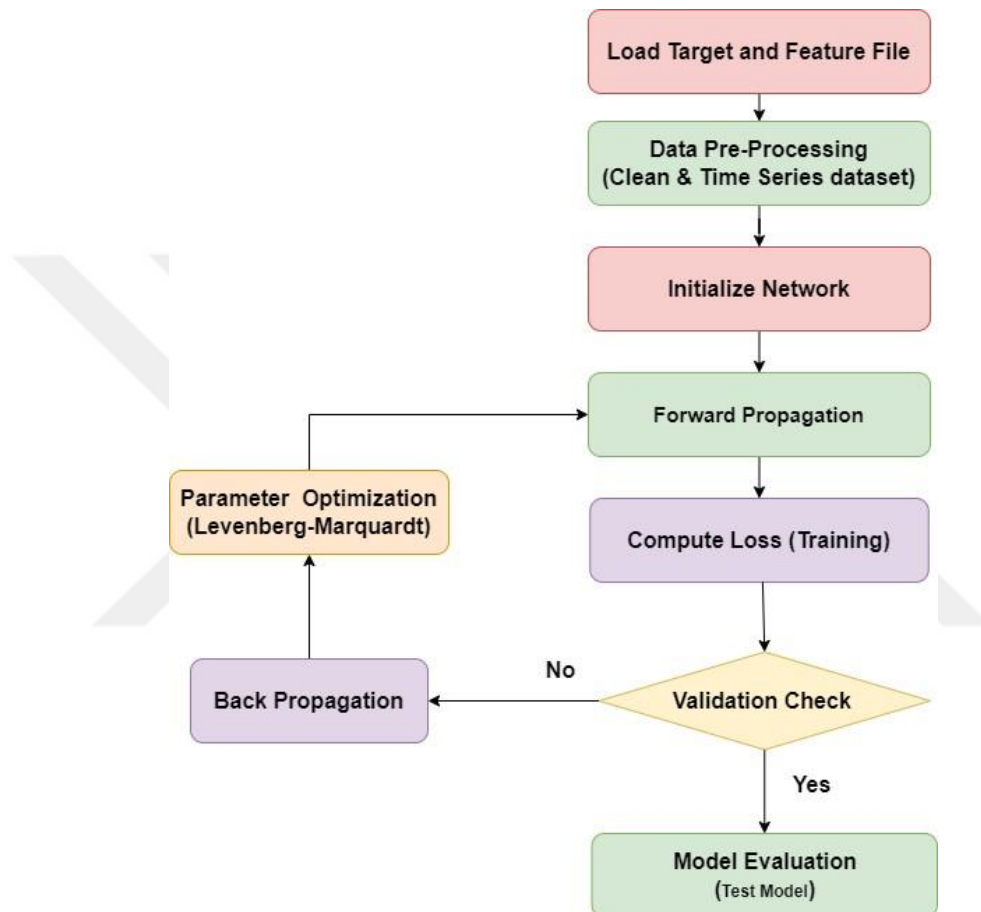 Load Target and Feature File
Data Pre-Processing
(Clean & Time Series dataset)
Initialize Network
Forward Propagation
Parameter Optimization
(Levenberg-Marquardt)
Compute Loss (Training)
No
Back Propagation
Validation Check
Yes
Model Evaluation
(Test Model)